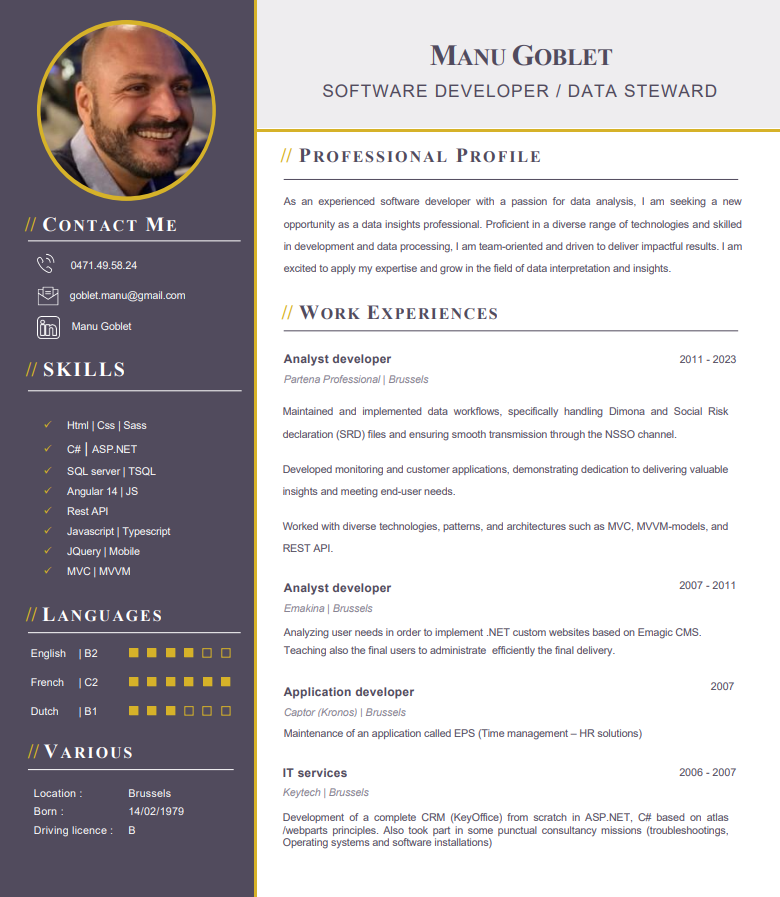 MANU GOBLET
SOFTWARE DEVELOPER / DATA STEWARD
// CONTACT ME
0471.49.58.24
goblet.manu@gmail.com
in
Manu Goblet
// SKILLS
✓ Html | Css | Sass
✓ C# | ASP.NET
✓ SQL server | TSQL
✓ Angular 14 | JS
✓ Rest API
✓ Javascript | Typescript
✓ JQuery | Mobile
✓ MVC | MVVM
// LANGUAGES
English | B2
French | C2
Dutch | B1
// VARIOUS
Location : Brussels
Born : 14/02/1979
Driving licence : B
// PROFESSIONAL PROFILE
As an experienced software developer with a passion for data analysis, I am seeking a new
opportunity as a data insights professional. Proficient in a diverse range of technologies and skilled
in development and data processing, I am team-oriented and driven to deliver impactful results. I am
excited to apply my expertise and grow in the field of data interpretation and insights.
// WORK EXPERIENCES
Analyst developer 2011 - 2023
Partena Professional | Brussels
Maintained and implemented data workflows, specifically handling Dimona and Social Risk
declaration (SRD) files and ensuring smooth transmission through the NSSO channel.
Developed monitoring and customer applications, demonstrating dedication to delivering valuable
insights and meeting end-user needs.
Worked with diverse technologies, patterns, and architectures such as MVC, MVVM-models, and
REST API.
Analyst developer 2007 - 2011
Emakina | Brussels
Analyzing user needs in order to implement .NET custom websites based on Emagic CMS.
Teaching also the final users to administrate efficiently the final delivery.
Application developer 2007
Captor (Kronos) | Brussels
Maintenance of an application called EPS (Time management – HR solutions)
IT services 2006 - 2007
Keytech | Brussels
Development of a complete CRM (KeyOffice) from scratch in ASP.NET, C# based on atlas
/webparts principles. Also took part in some punctual consultancy missions (troubleshootings,
Operating systems and software installations)